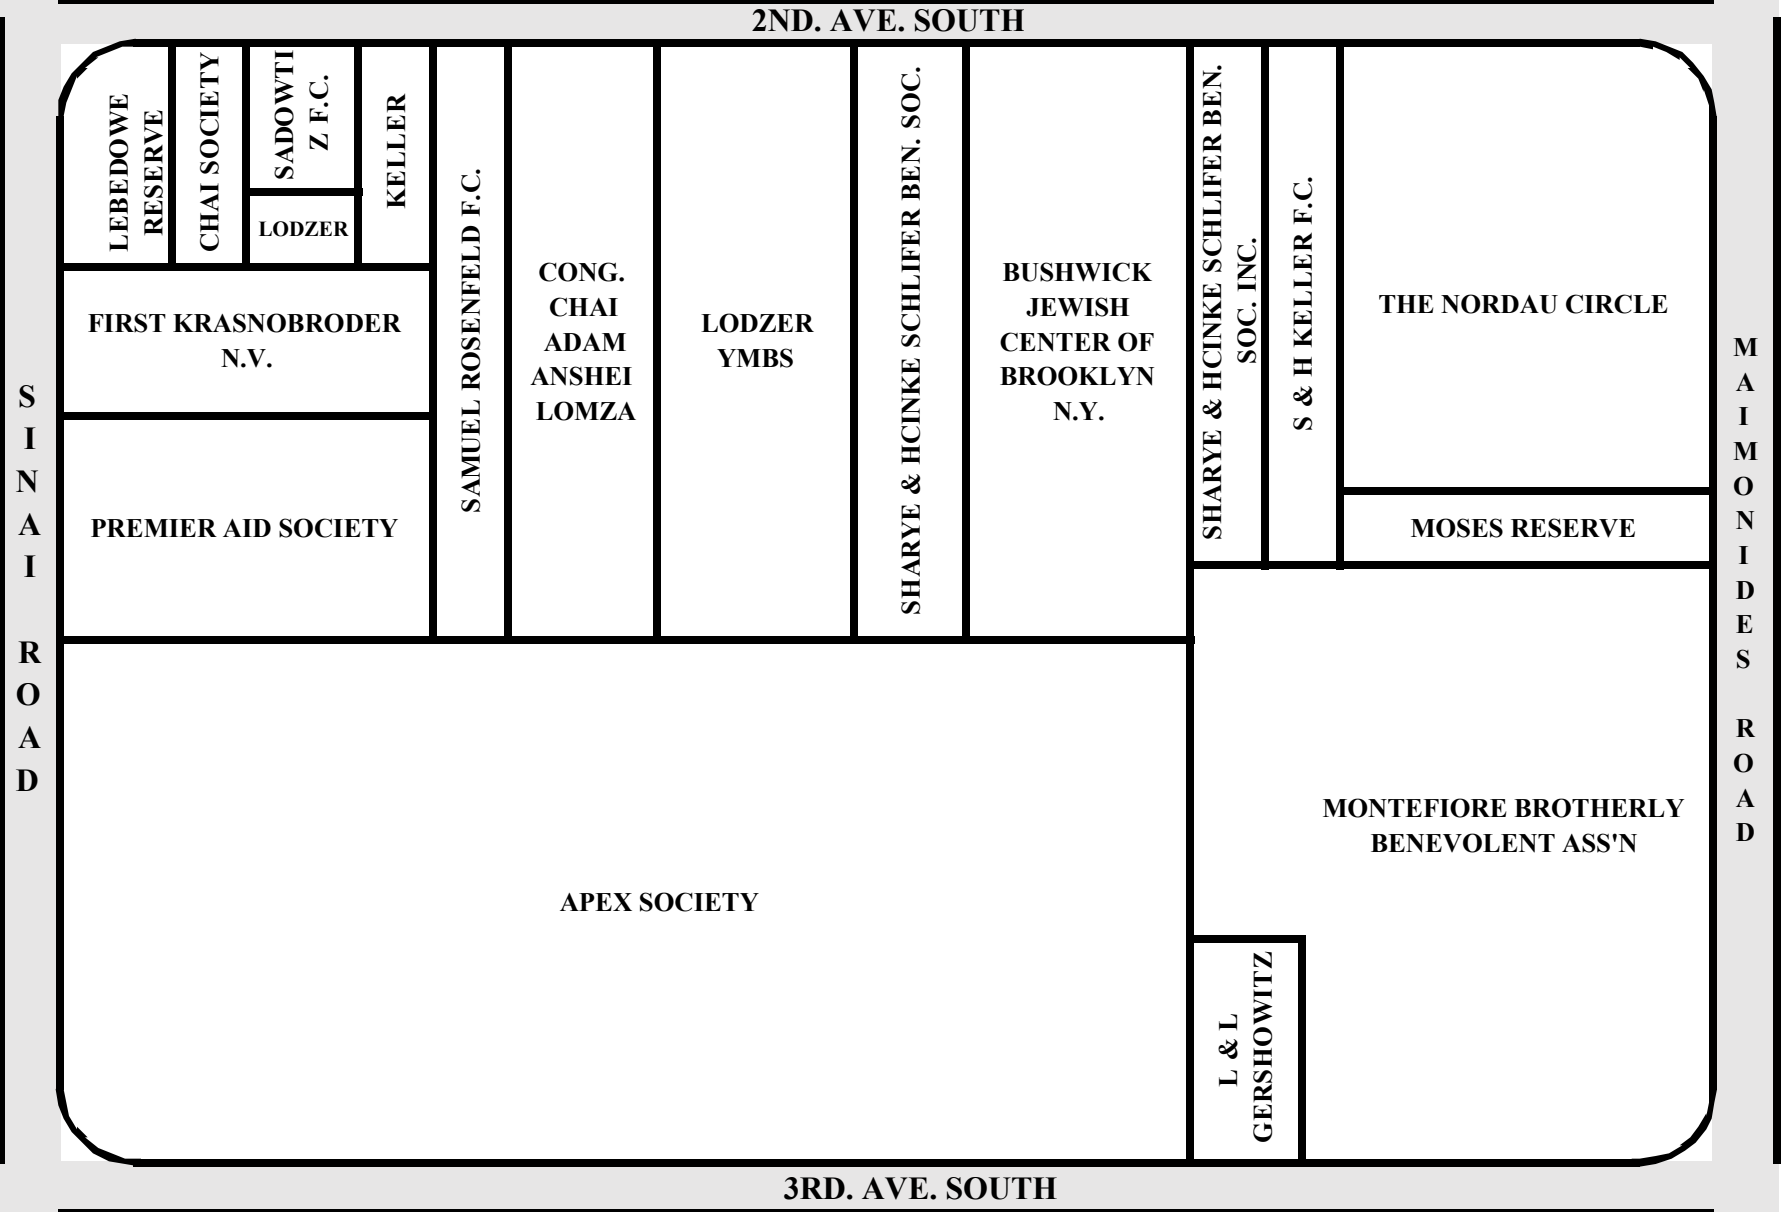 2ND. AVE. SOUTH
LEBEDOWE
RESERVE
CHAI SOCIETY
SADOWTI
Z F.C.
LODZER
KELLER
FIRST KRASNOBRODER
N.V.
PREMIER AID SOCIETY
SAMUEL ROSENFELD F.C.
CONG.
CHAI
ADAM
ANSHEI
LOMZA
LODZER
YMBS
SHARYE & HCINKE SCHLIFER BEN. SOC.
BUSHWICK
JEWISH
CENTER OF
BROOKLYN
N.Y.
SHARYE & HCINKE SCHLIFER BEN.
SOC. INC.
S & H KELLER F.C.
THE NORDAU CIRCLE
MOSES RESERVE
SINAI ROAD
MAIMONIDES ROAD
APEX SOCIETY
MONTEFIORE BROTHERLY
BENEVOLENT ASS'N
L & L
GERSHOWITZ
3RD. AVE. SOUTH